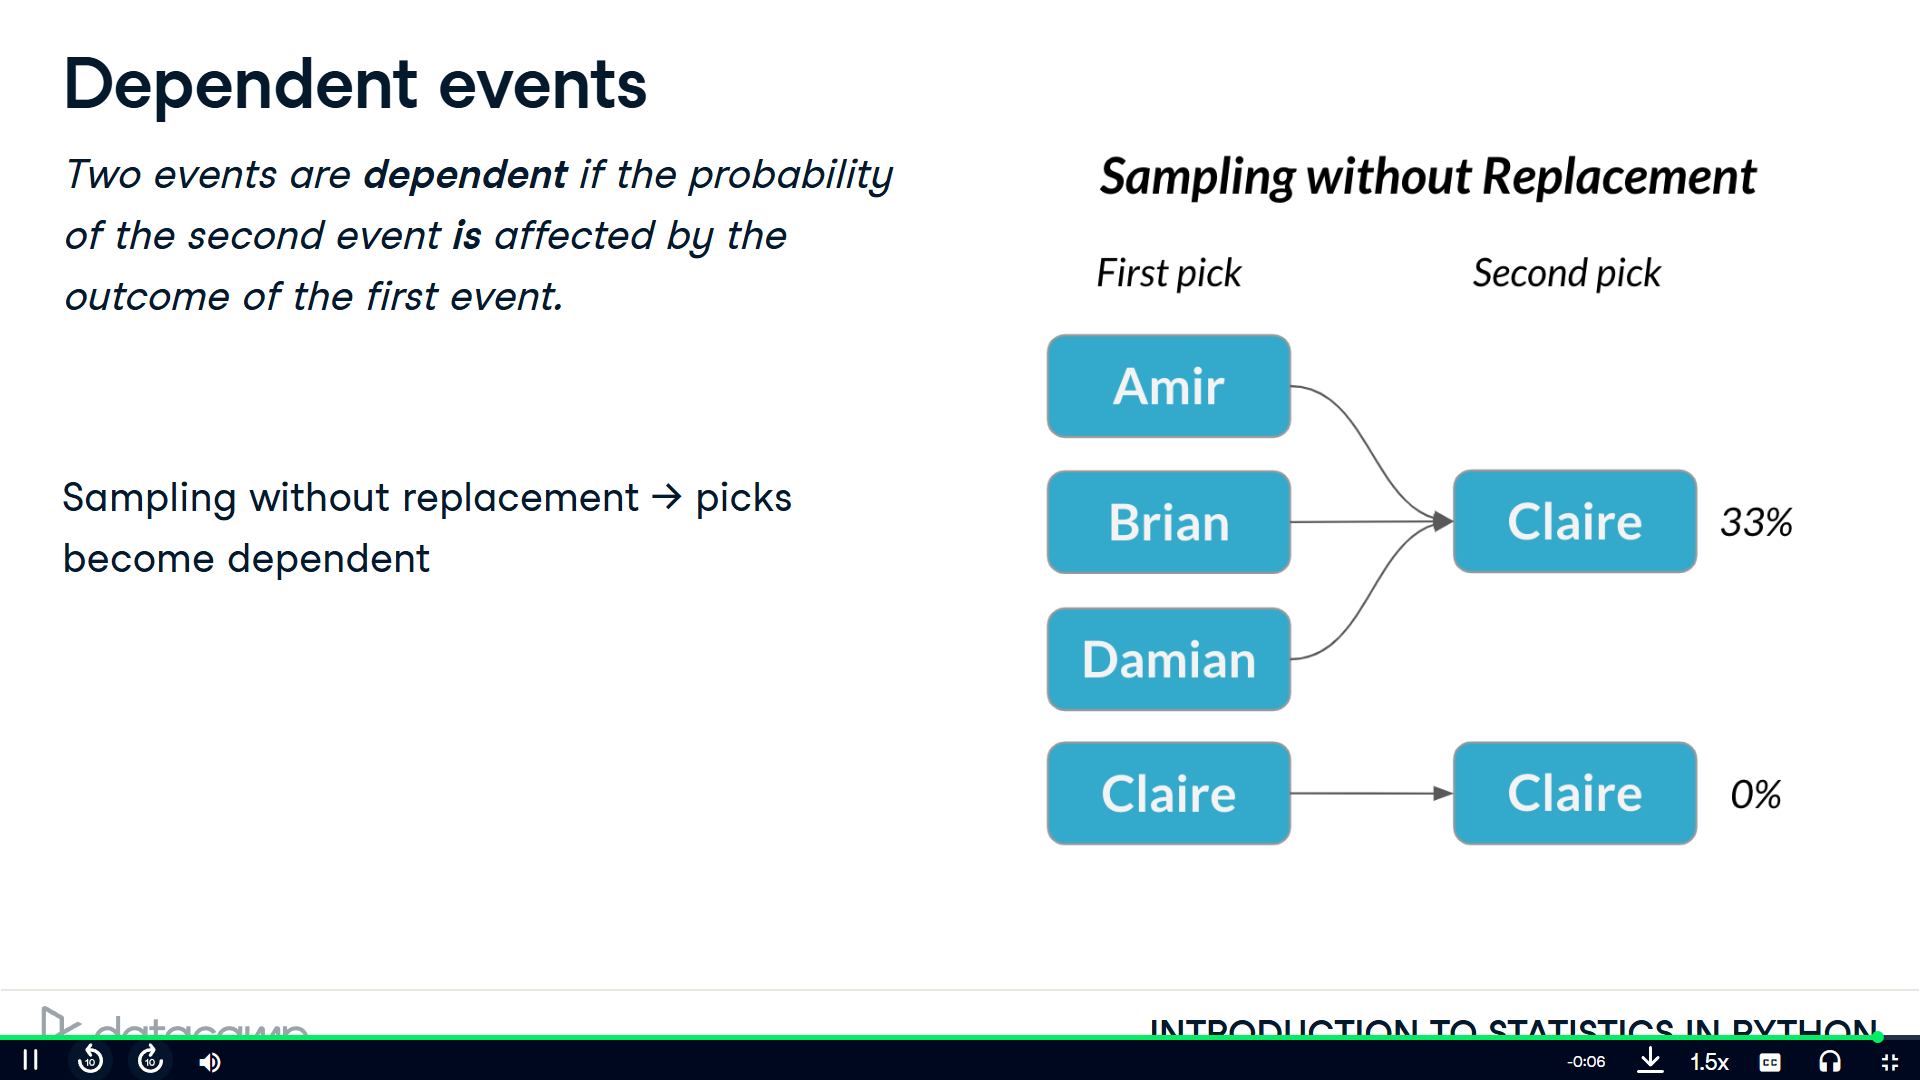 Dependent events
Two events are dependent if the probability
of the second event is affected by the
outcome of the first event.
Sampling without replacement → picks
become dependent
Sampling without Replacement
First pick
Second pick
Amir
Brian
Claire
33%
Damian
Claire
Claire
0%
datacamp
INTRODUCTION TO STATISTICS IN PYTHON
10
10
-0:06
1.5x
CC